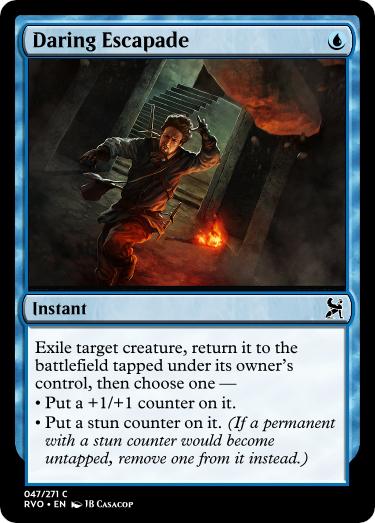 Daring Escapade
Instant
Exile target creature, return it to the
battlefield tapped under its owner's
control, then choose one —
• Put a +1/+1 counter on it.
• Put a stun counter on it. (If a permanent
with a stun counter would become
untapped, remove one from it instead.)
047/271 C
RVO • EN JB Casacop